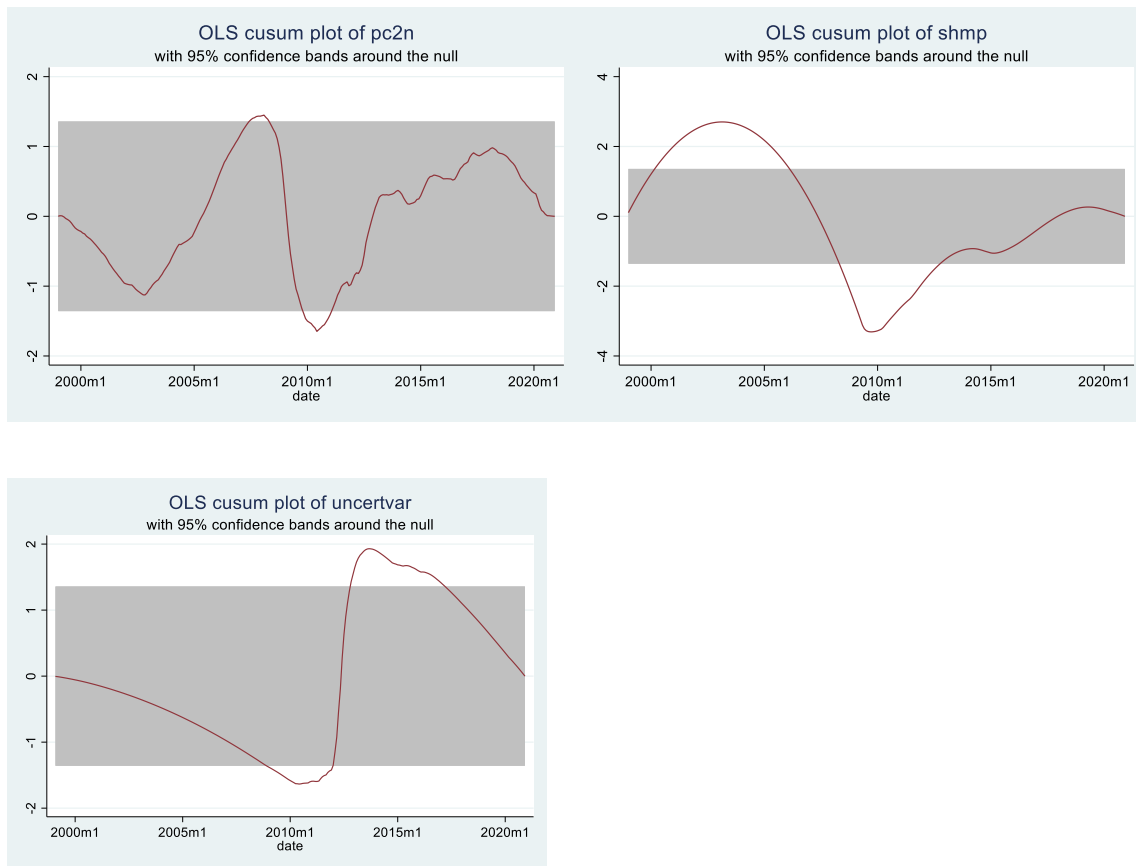 OLS cusum plot of pc2n
with 95% confidence bands around the null
2
1
0
-1
-2
2000m1 2005m1 2010m1 2015m1 2020m1
date
OLS cusum plot of shmp
with 95% confidence bands around the null
4
2
0
-2
-4
2000m1 2005m1 2010m1 2015m1 2020m1
date
OLS cusum plot of uncertvar
with 95% confidence bands around the null
2
1
0
-1
-2
2000m1 2005m1 2010m1 2015m1 2020m1
date